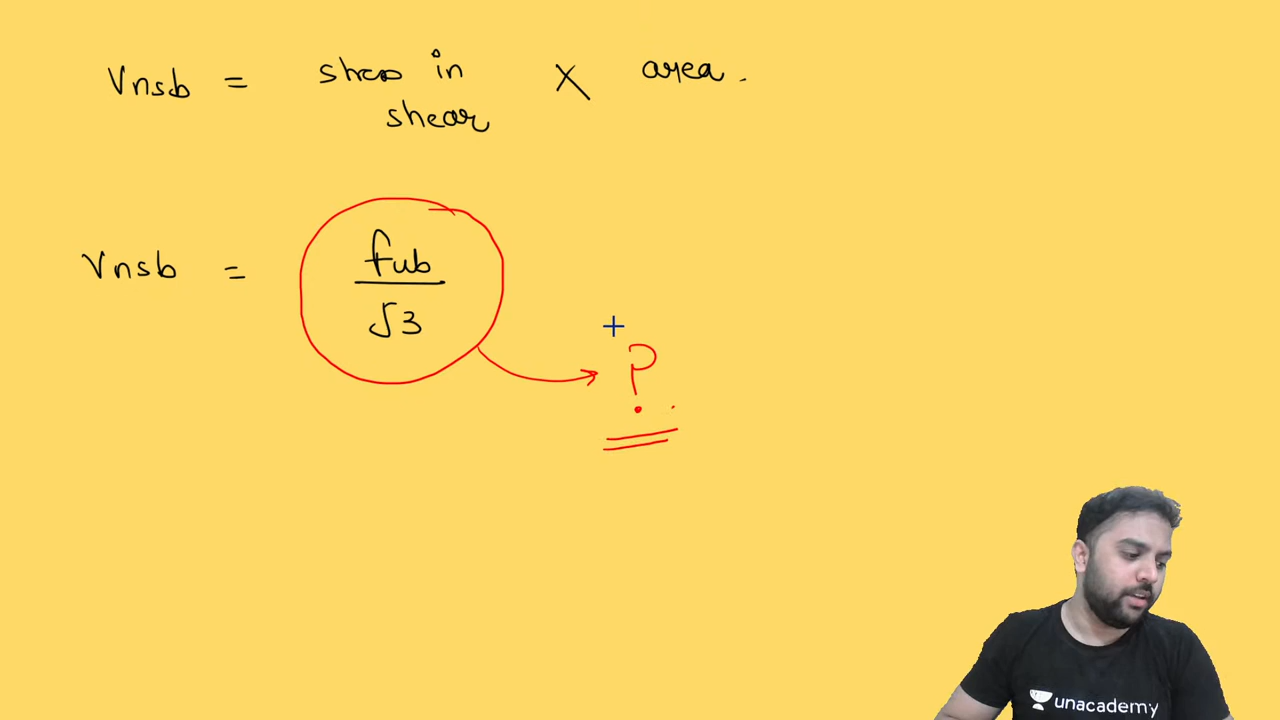 Vnsb = stress in shear X area.
Vnsb = fub / √3
?
unacademy